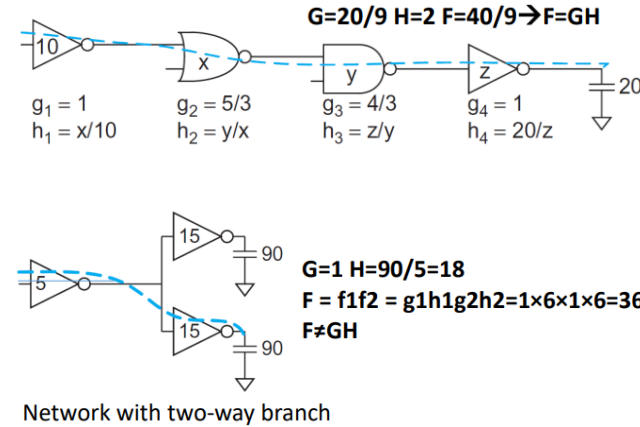 G=20/9 H=2 F=40/9→F=GH
10
x
y
z
20
g₁ = 1
h₁ = x/10
g₂ = 5/3
h₂ = y/x
g₃ = 4/3
h₃ = z/y
g₄ = 1
h₄ = 20/z
15
90
5
G=1 H=90/5=18
F = f1f2 = g1h1g2h2=1×6×1×6=36
F≠GH
15
90
Network with two-way branch